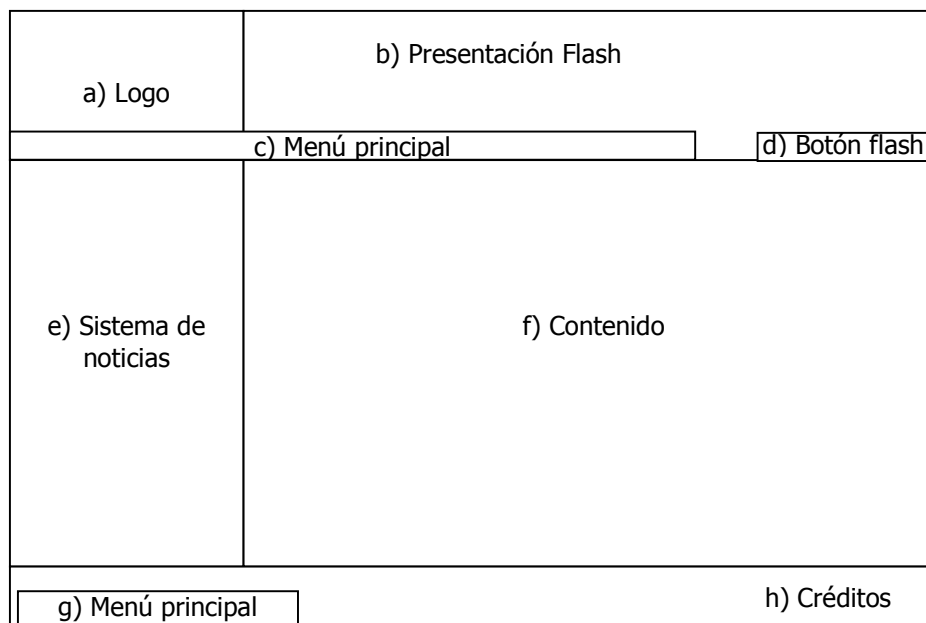 b) Presentación Flash
a) Logo
c) Menú principal
d) Botón flash
e) Sistema de
noticias
f) Contenido
g) Menú principal
h) Créditos